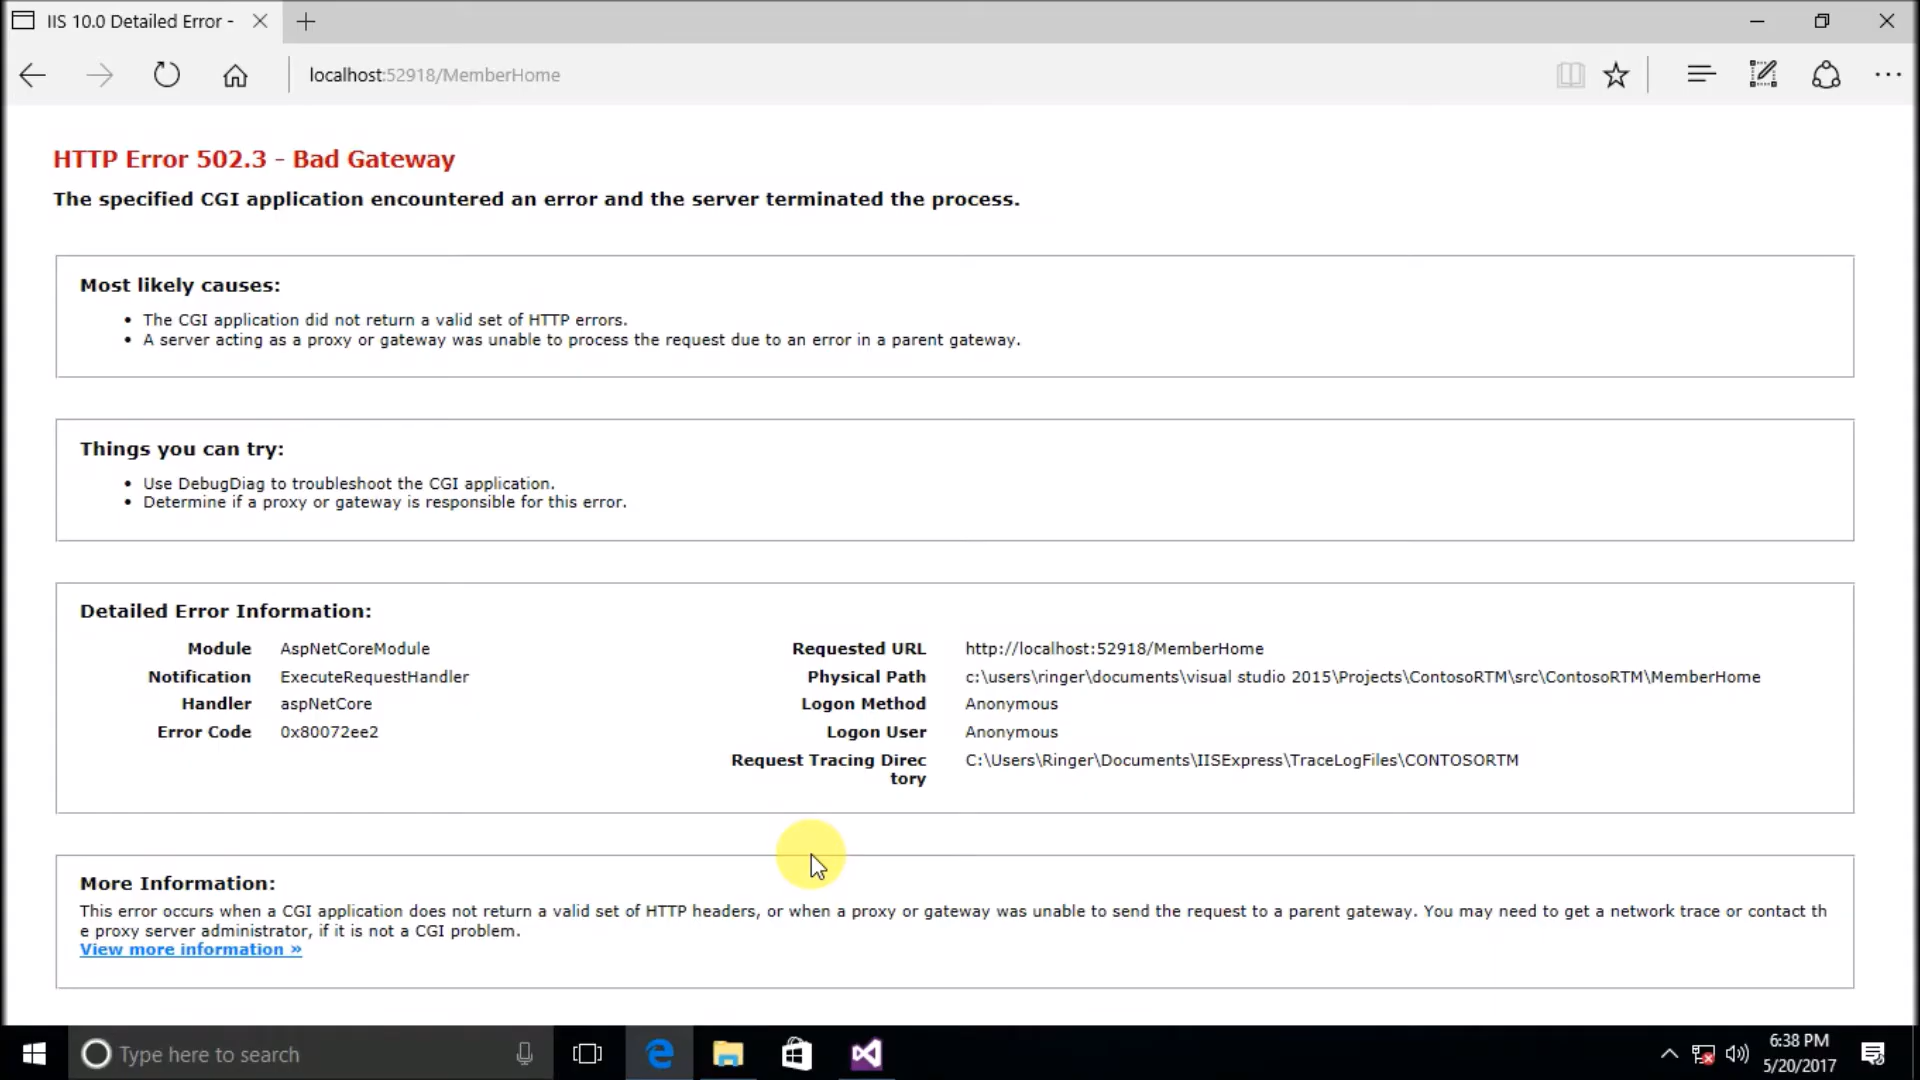 IIS 10.0 Detailed Error -
localhost:52918/MemberHome
HTTP Error 502.3 - Bad Gateway
The specified CGI application encountered an error and the server terminated the process.
Most likely causes:
• The CGI application did not return a valid set of HTTP errors.
• A server acting as a proxy or gateway was unable to process the request due to an error in a parent gateway.
Things you can try:
• Use DebugDiag to troubleshoot the CGI application.
• Determine if a proxy or gateway is responsible for this error.
Detailed Error Information:
Module AspNetCoreModule
Notification ExecuteRequestHandler
Handler aspNetCore
Error Code 0x80072ee2
Requested URL http://localhost:52918/MemberHome
Physical Path c:\users\ringer\documents\visual studio 2015\Projects\ContosoRTM\src\ContosoRTM\MemberHome
Logon Method Anonymous
Logon User Anonymous
Request Tracing Direc C:\Users\Ringer\Documents\IISExpress\TraceLogFiles\CONTOSORTM
tory
More Information:
This error occurs when a CGI application does not return a valid set of HTTP headers, or when a proxy or gateway was unable to send the request to a parent gateway. You may need to get a network trace or contact th
e proxy server administrator, if it is not a CGI problem.
View more information »
Type here to search
6:38 PM
5/20/2017